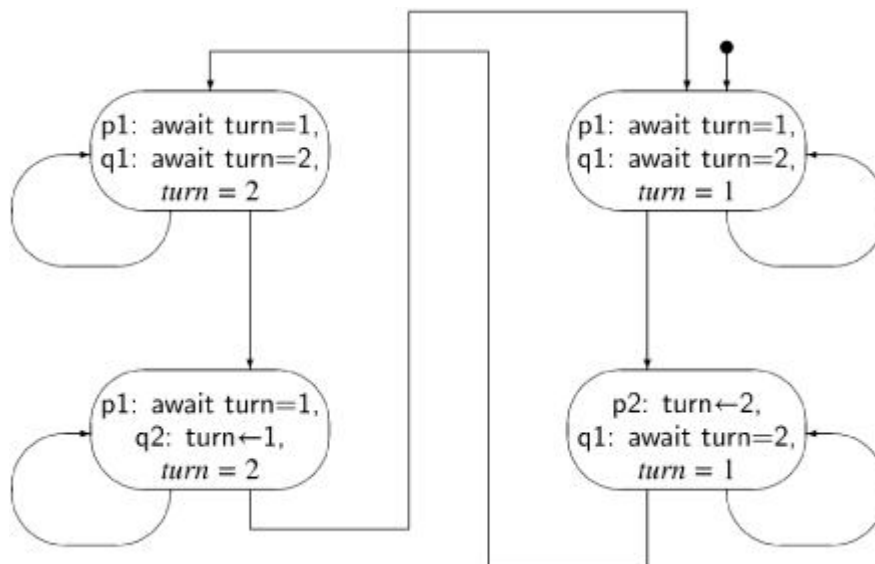 p1: await turn=1,
q1: await turn=2,
turn = 2
p1: await turn=1,
q1: await turn=2,
turn = 1
p1: await turn=1,
q2: turn←1,
turn = 2
p2: turn←2,
q1: await turn=2,
turn = 1